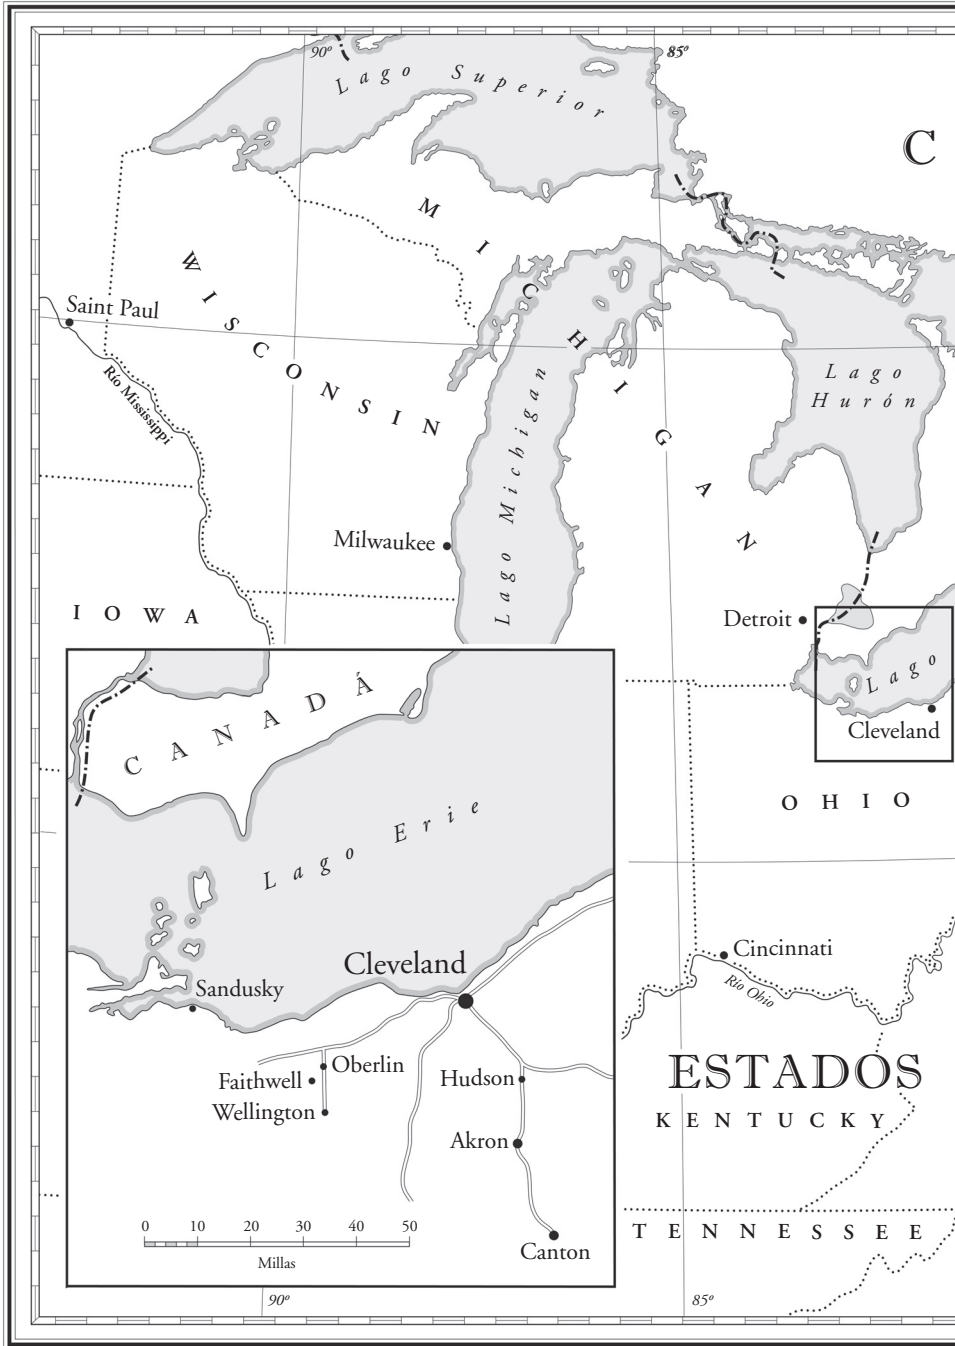 90º
85º
Lago Superior
C
MICHIGAN
WISCONSIN
Saint Paul
Río Mississippi
Lago
Hurón
Lago Michigan
Milwaukee
IOWA
Detroit
Lago
Cleveland
OHIO
CANADÁ
Lago Erie
Cleveland
Sandusky
Oberlin
Faithwell
Wellington
Hudson
Akron
Canton
0 10 20 30 40 50
Millas
Cincinnati
Río Ohio
ESTADOS
KENTUCKY
TENNESSEE
90º
85º